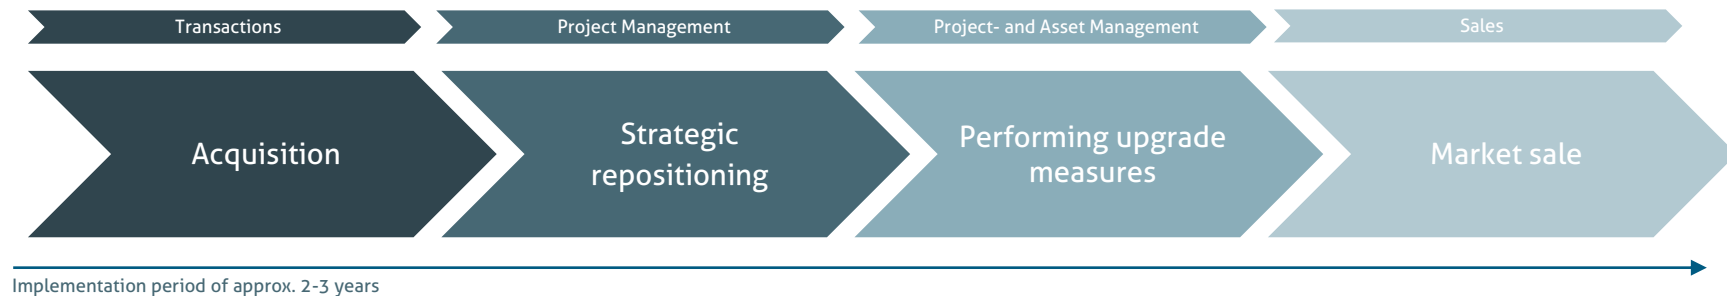 Transactions
Project Management
Project- and Asset Management
Sales
Acquisition
Strategic
repositioning
Performing upgrade
measures
Market sale
Implementation period of approx. 2-3 years